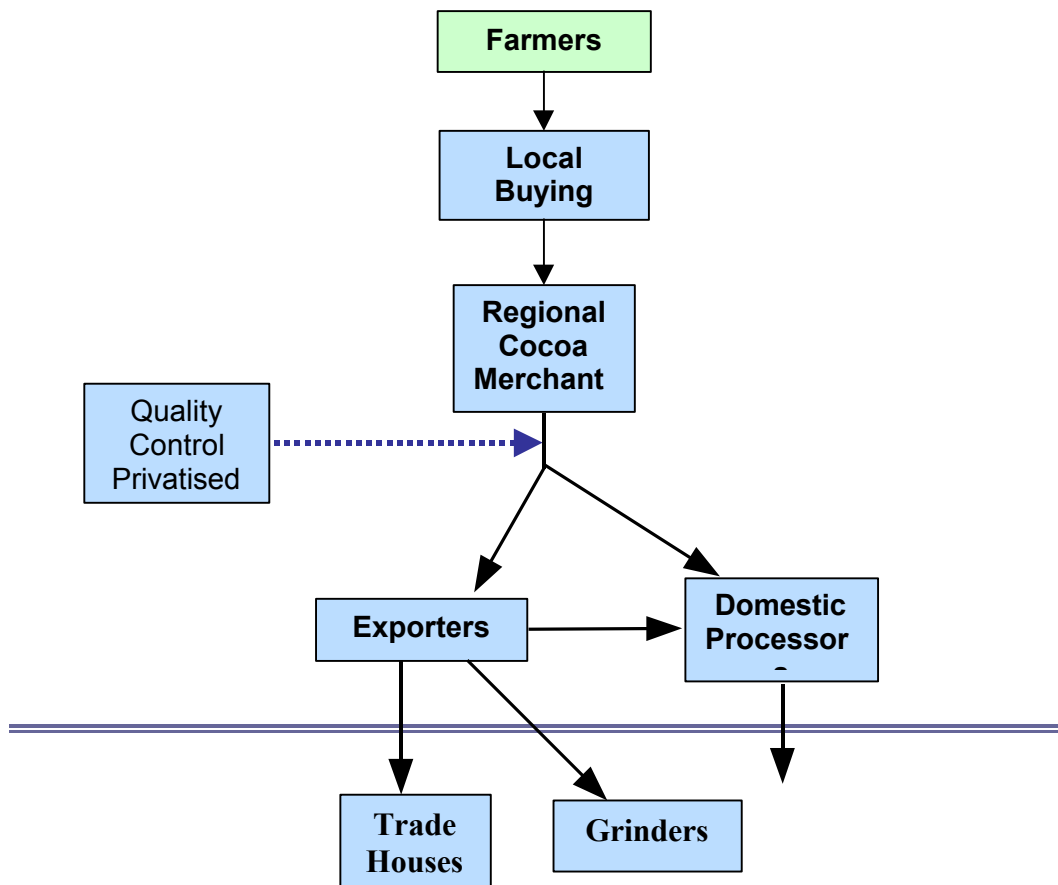 Farmers
Local
Buying
Regional
Cocoa
Merchant
Quality
Control
Privatised
Exporters
Domestic
Processor
Trade
Houses
Grinders